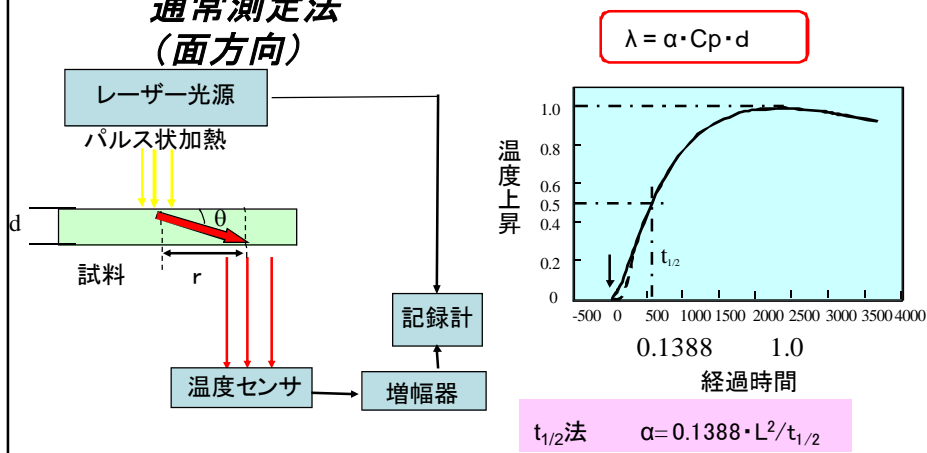 通常測定法
（面方向）
レーザー光源
パルス状加熱
d
θ
試料
r
温度センサ
増幅器
記録計
λ = α・Cp・d
温度上昇
1.0
0.8
0.6
0.5
0.4
0.2
0
t1/2
-500 0 500 1000 1500 2000 2500 3000 3500 4000
0.1388 1.0
経過時間
t1/2法 α=0.1388・L²/t1/2